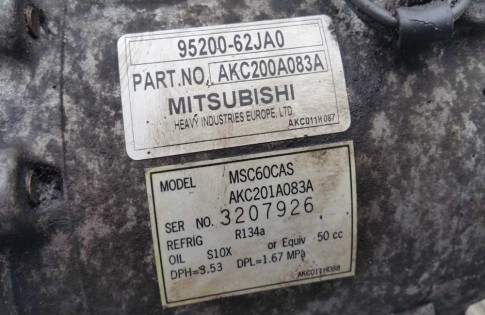 95200-62JA0
PART.NO. AKC200A083A
MITSUBISHI
HEAVY INDUSTRIES EUROPE, LTD
AKC011H087
MODEL MSC60CAS
AKC201A083A
SER NO. 3207926
REFRIG R134a
OIL S10X or Equiv 50 cc
DPH=3.53 DPL=1.67 MPa
AKC011H088